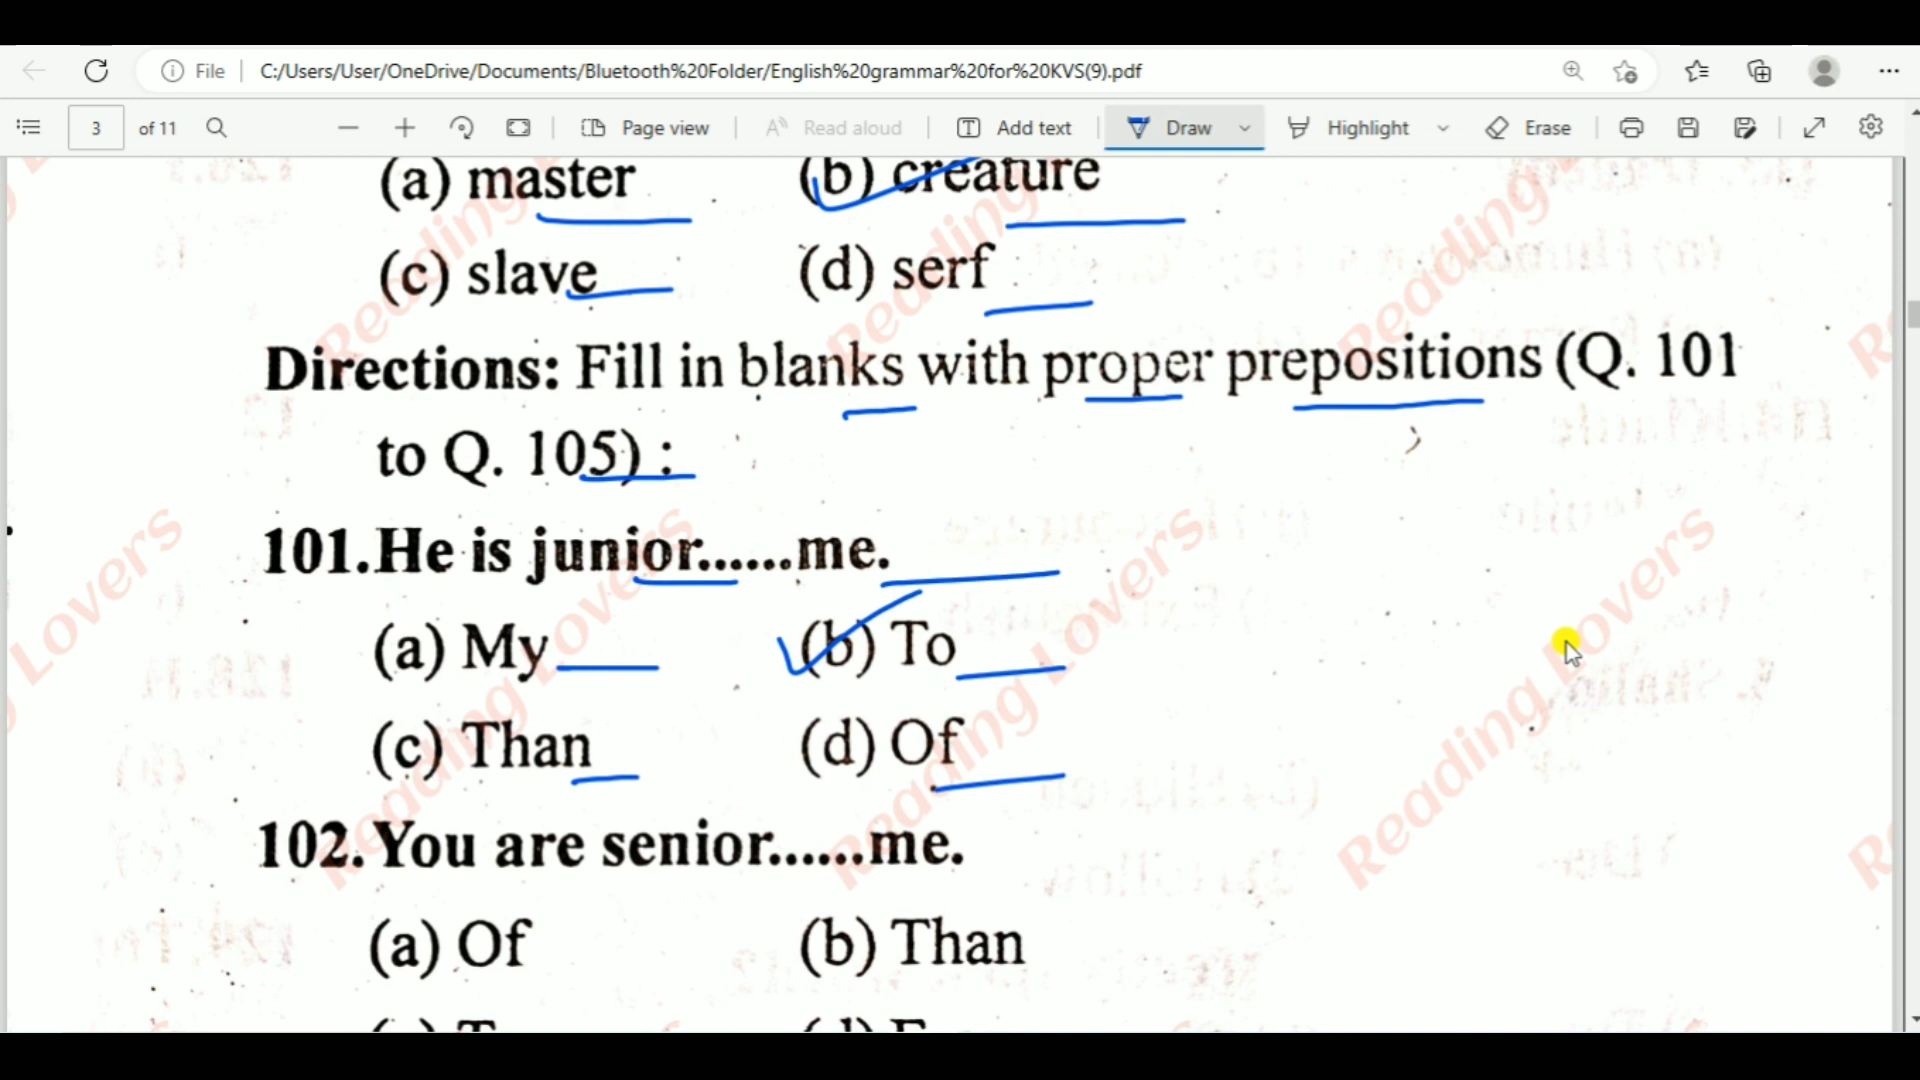 File C:/Users/User/OneDrive/Documents/Bluetooth%20Folder/English%20grammar%20for%20KVS(9).pdf
3 of 11 Page view Read aloud Add text Draw Highlight Erase
(a) master (b) creature
(c) slave (d) serf
Directions: Fill in blanks with proper prepositions (Q. 101
to Q. 105) :
101.He is junior......me.
(a) My (b) To
(c) Than (d) Of
102.You are senior......me.
(a) Of (b) Than
Reading Lovers